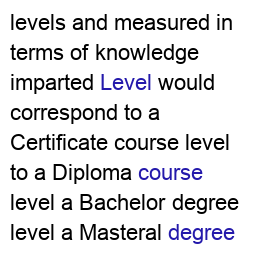 levels and measured in
terms of knowledge
imparted Level would
correspond to a
Certificate course level
to a Diploma course
level a Bachelor degree
level a Masteral degree